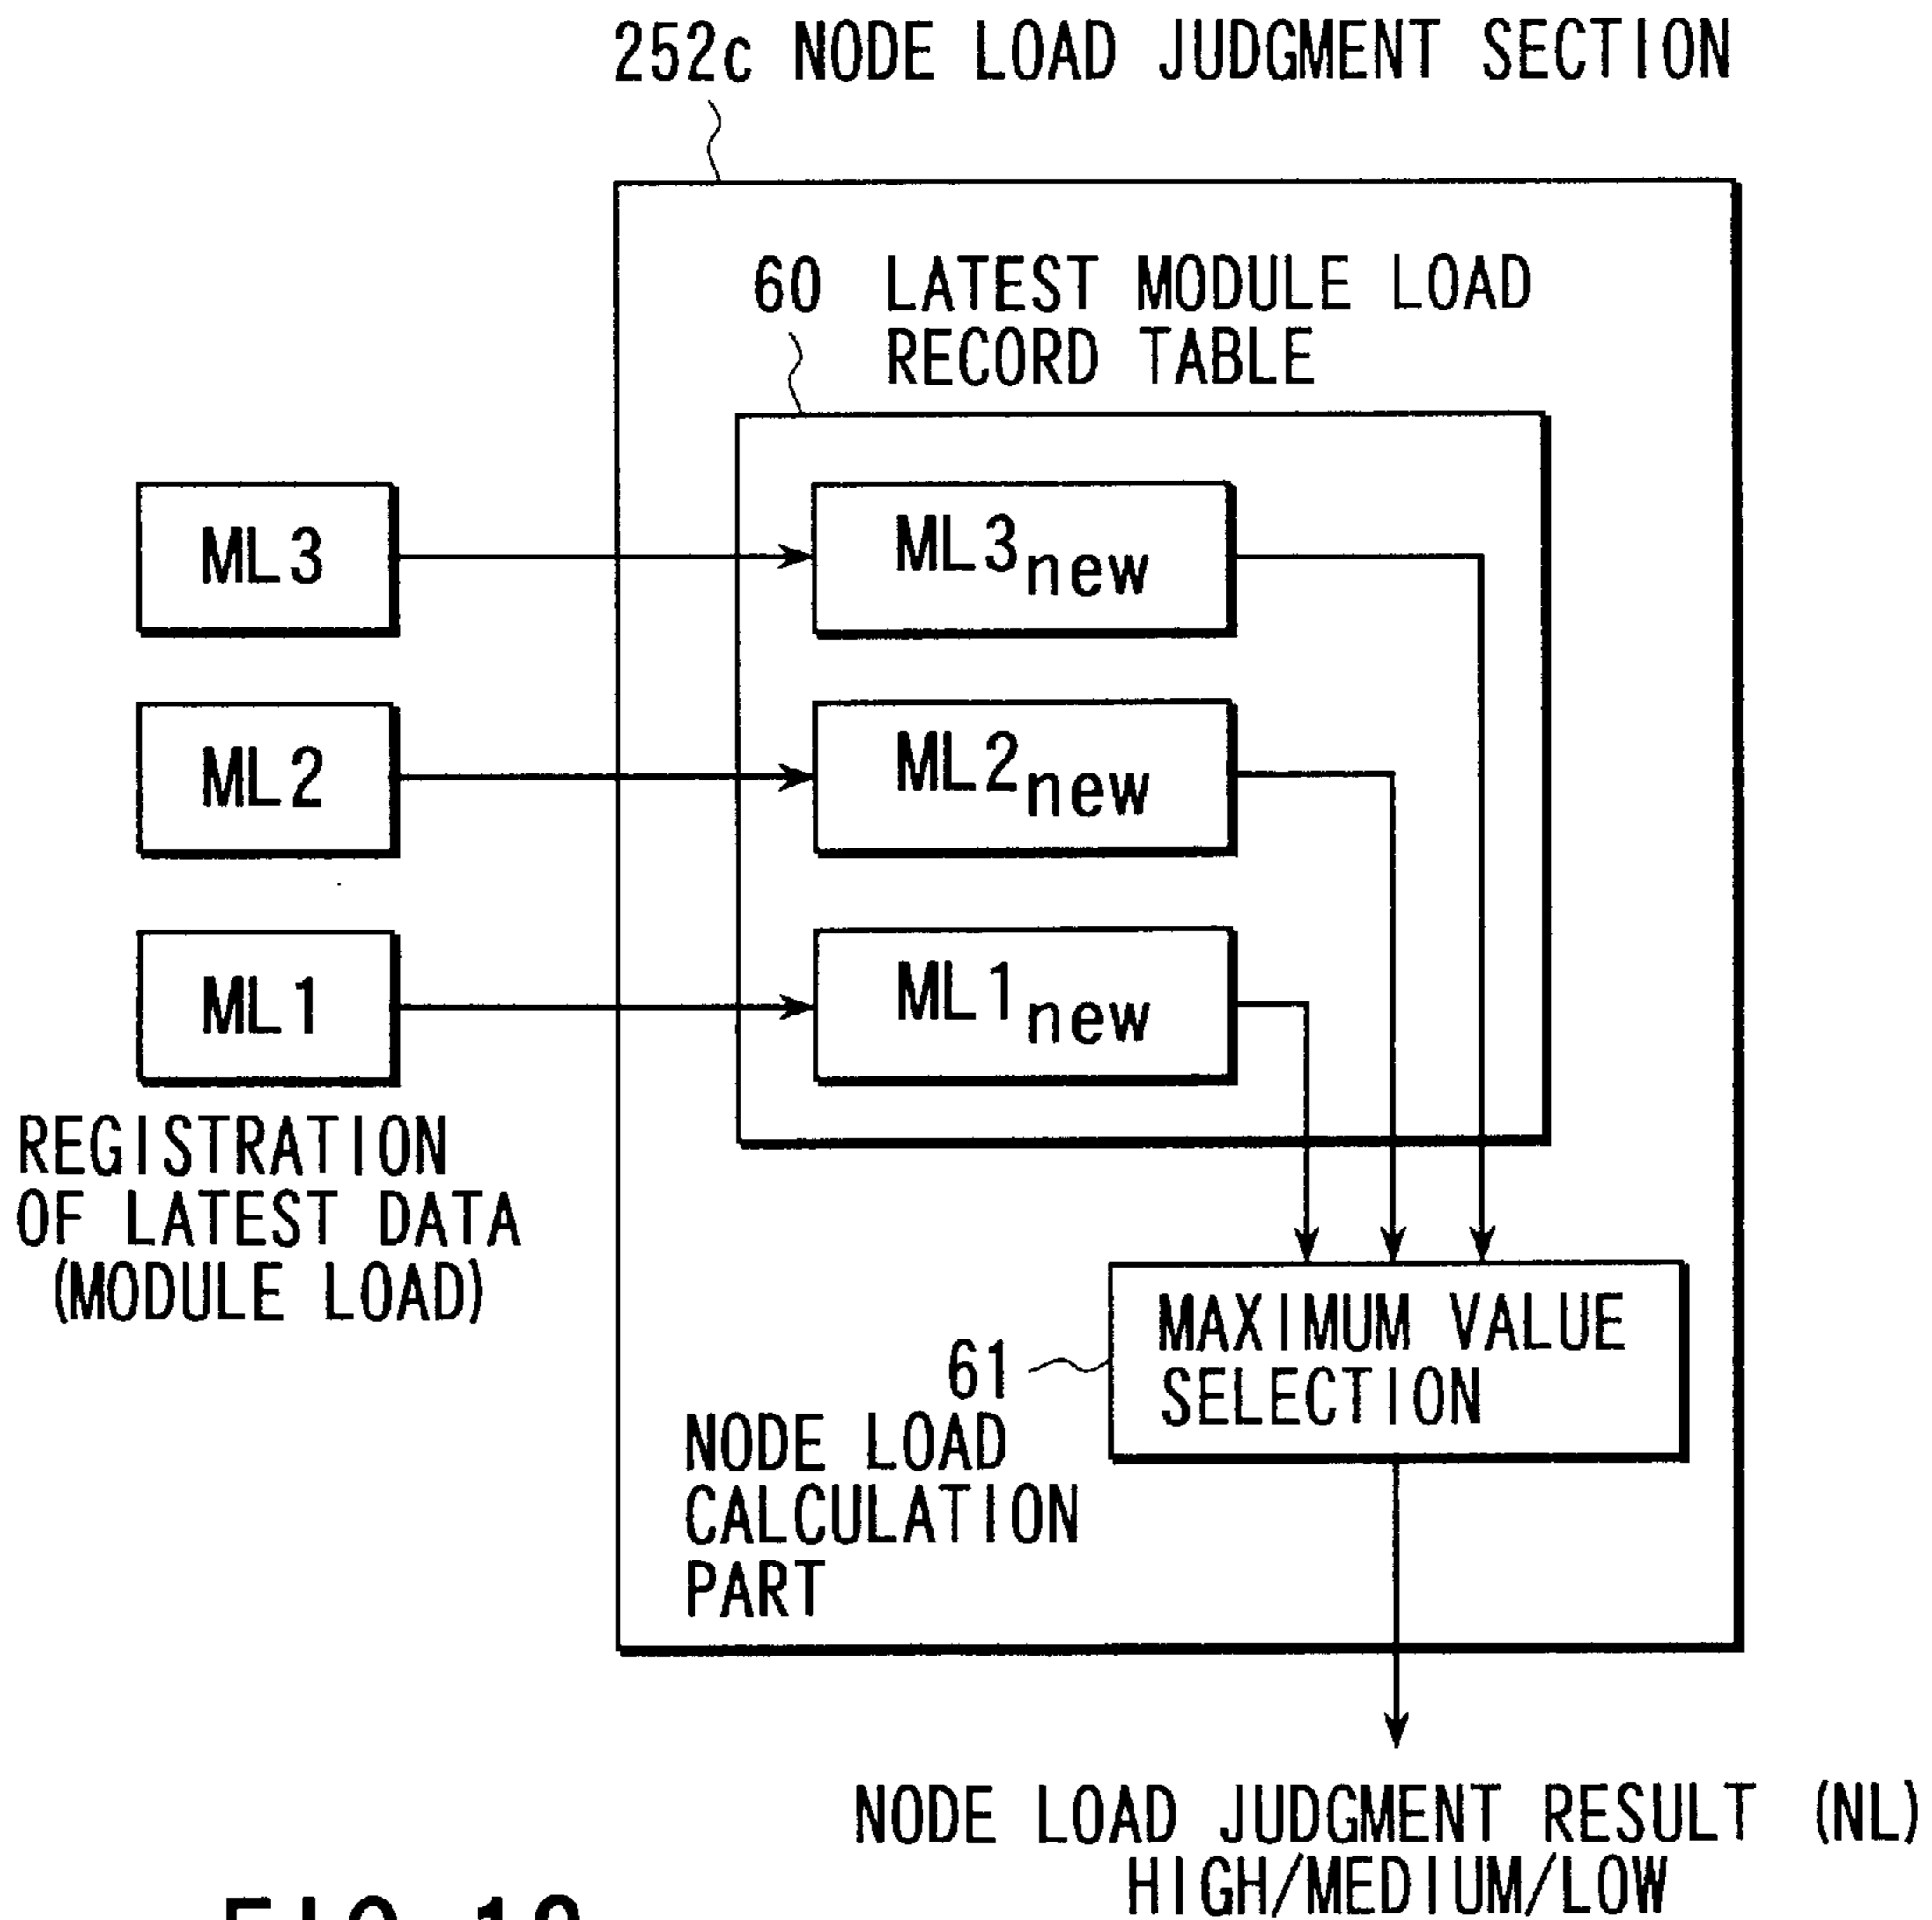 252c NODE LOAD JUDGMENT SECTION
60 LATEST MODULE LOAD
RECORD TABLE
ML3
ML3new
ML2
ML2new
ML1
ML1new
REGISTRATION
OF LATEST DATA
(MODULE LOAD)
MAXIMUM VALUE
SELECTION
61
NODE LOAD
CALCULATION
PART
NODE LOAD JUDGMENT RESULT (NL)
HIGH/MEDIUM/LOW